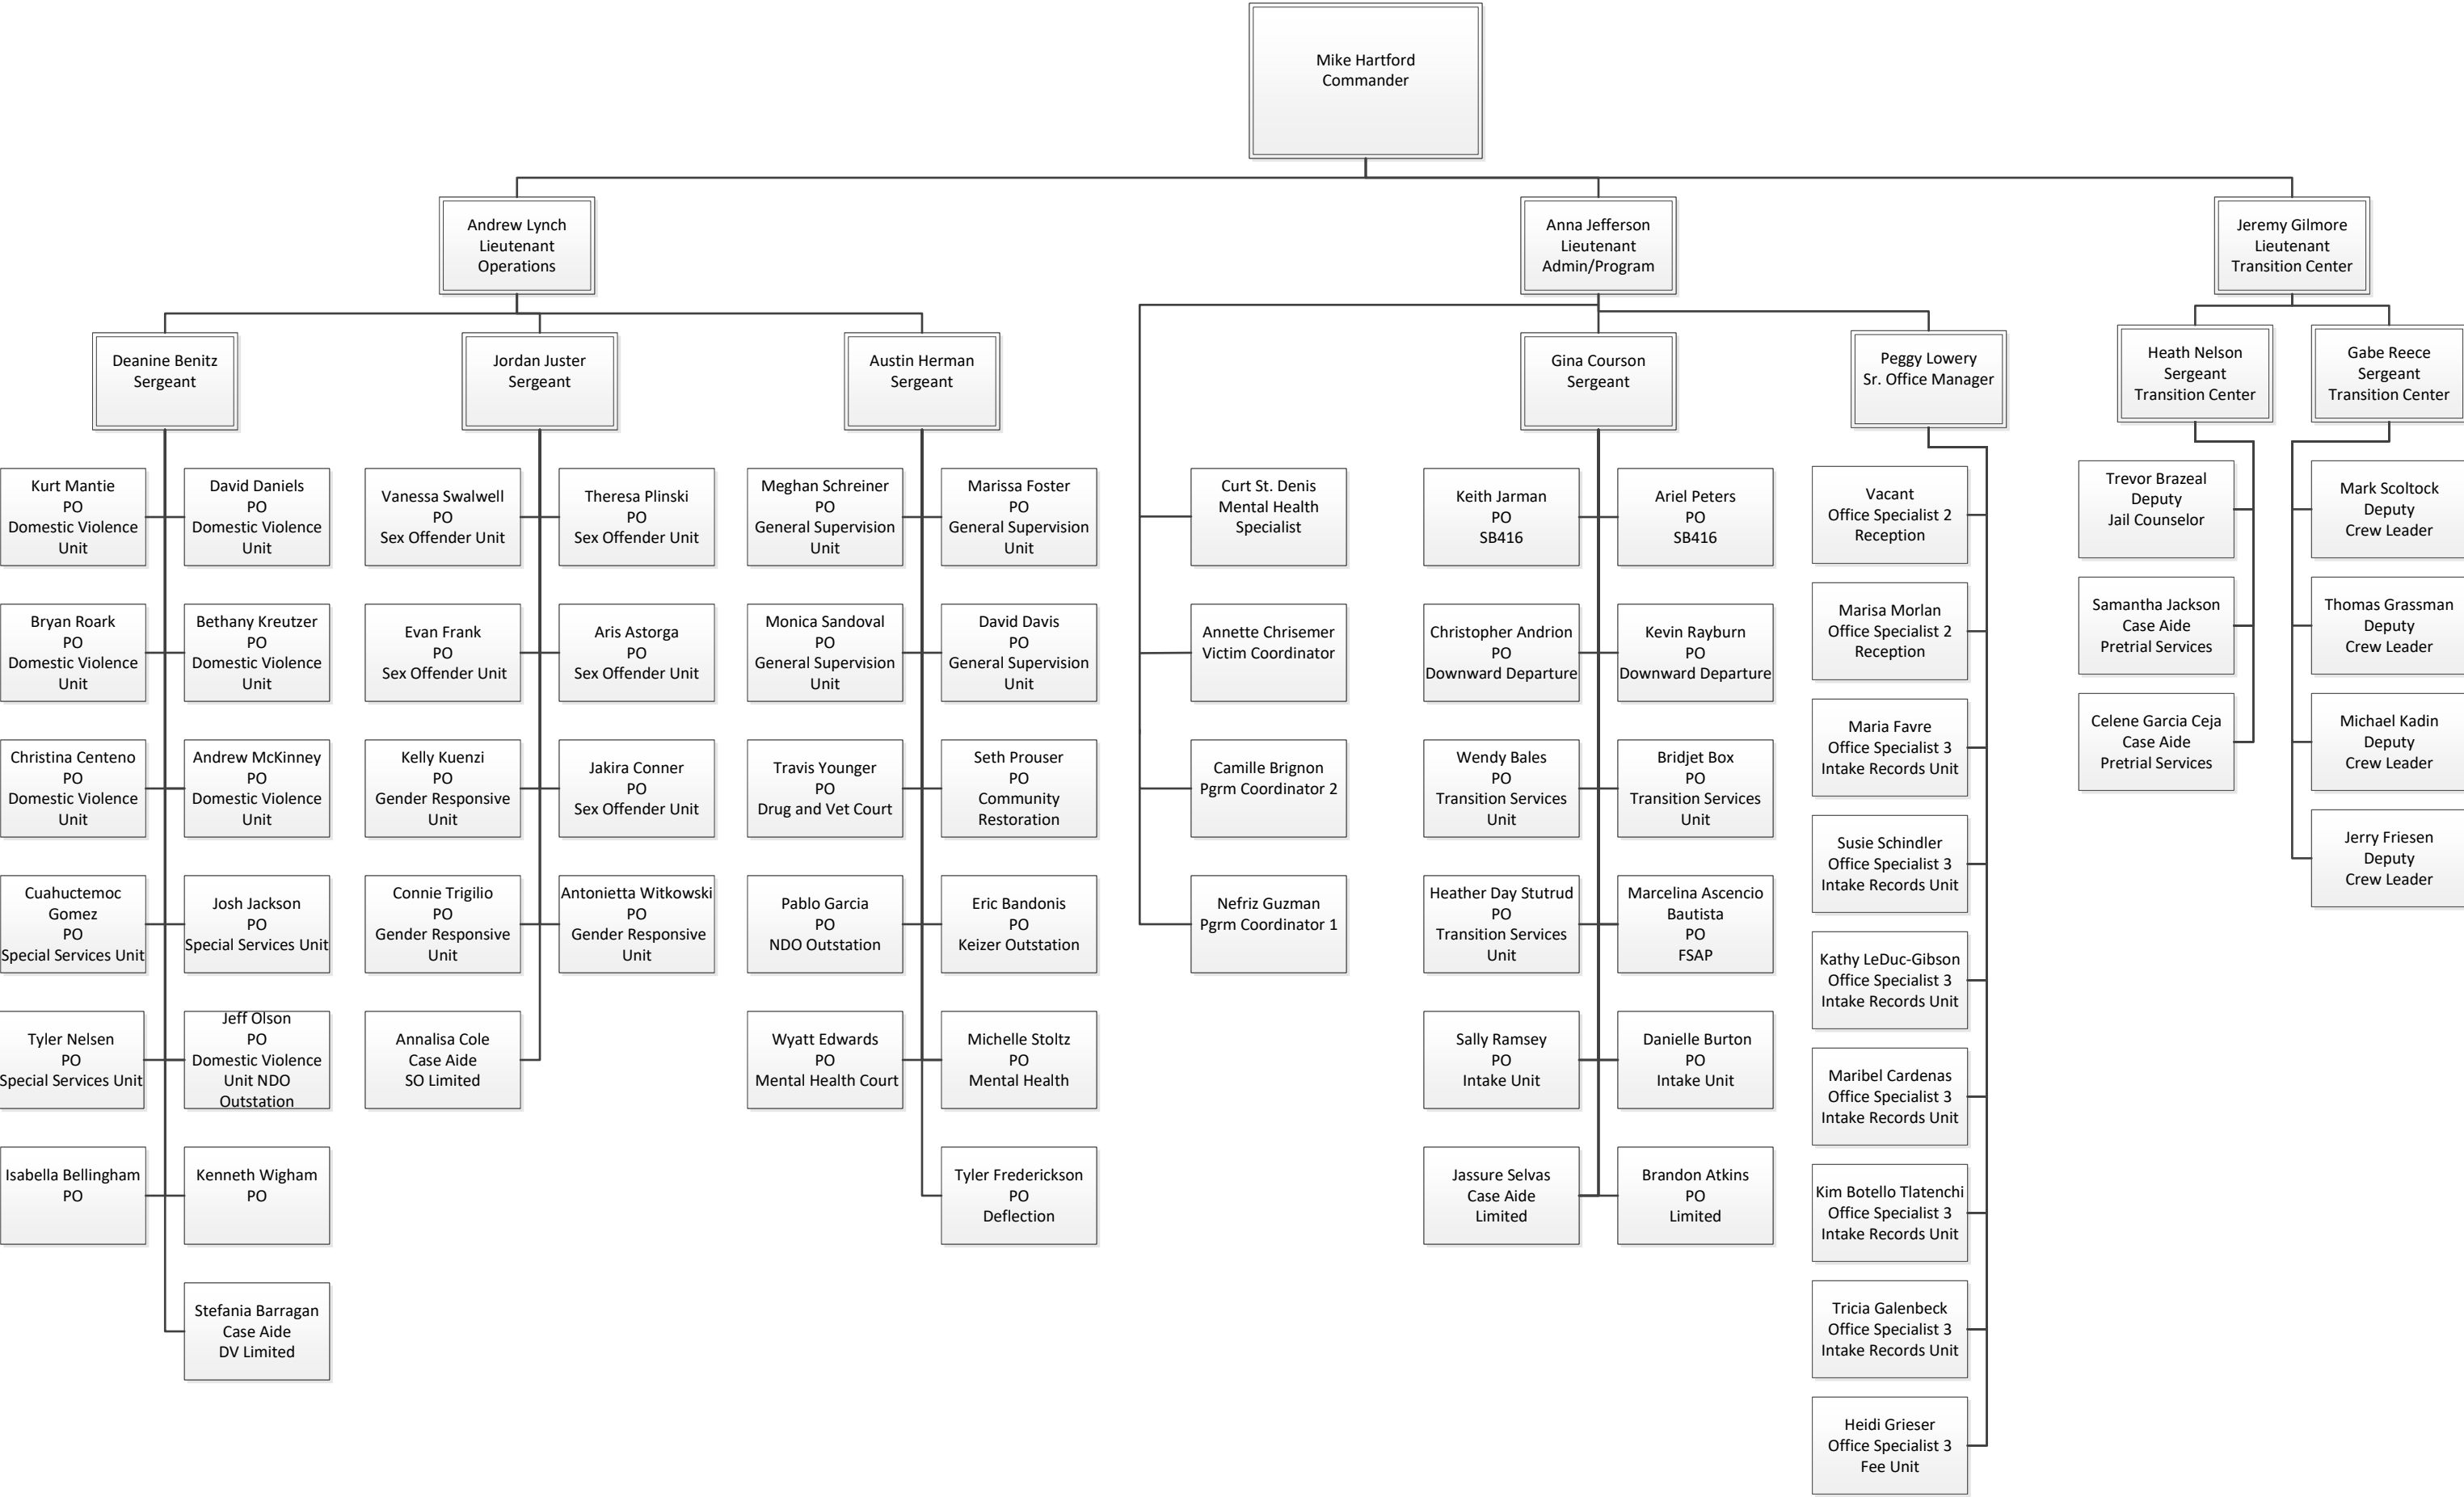 Mike Hartford
Commander
Andrew Lynch
Lieutenant
Operations
Anna Jefferson
Lieutenant
Admin/Program
Jeremy Gilmore
Lieutenant
Transition Center
Deanine Benitz
Sergeant
Jordan Juster
Sergeant
Austin Herman
Sergeant
Gina Courson
Sergeant
Peggy Lowery
Sr. Office Manager
Heath Nelson
Sergeant
Transition Center
Gabe Reece
Sergeant
Transition Center
Kurt Mantie
PO
Domestic Violence
Unit
David Daniels
PO
Domestic Violence
Unit
Bryan Roark
PO
Domestic Violence
Unit
Bethany Kreutzer
PO
Domestic Violence
Unit
Christina Centeno
PO
Domestic Violence
Unit
Andrew McKinney
PO
Domestic Violence
Unit
Cuahuctemoc
Gomez
PO
Special Services Unit
Josh Jackson
PO
Special Services Unit
Tyler Nelsen
PO
Special Services Unit
Jeff Olson
PO
Domestic Violence
Unit NDO
Outstation
Isabella Bellingham
PO
Kenneth Wigham
PO
Stefania Barragan
Case Aide
DV Limited
Vanessa Swalwell
PO
Sex Offender Unit
Theresa Plinski
PO
Sex Offender Unit
Evan Frank
PO
Sex Offender Unit
Aris Astorga
PO
Sex Offender Unit
Kelly Kuenzi
PO
Gender Responsive
Unit
Jakira Conner
PO
Sex Offender Unit
Connie Trigilio
PO
Gender Responsive
Unit
Antonietta Witkowski
PO
Gender Responsive
Unit
Annalisa Cole
Case Aide
SO Limited
Meghan Schreiner
PO
General Supervision
Unit
Marissa Foster
PO
General Supervision
Unit
Monica Sandoval
PO
General Supervision
Unit
David Davis
PO
General Supervision
Unit
Travis Younger
PO
Drug and Vet Court
Seth Prouser
PO
Community
Restoration
Pablo Garcia
PO
NDO Outstation
Eric Bandonis
PO
Keizer Outstation
Wyatt Edwards
PO
Mental Health Court
Michelle Stoltz
PO
Mental Health
Tyler Frederickson
PO
Deflection
Curt St. Denis
Mental Health
Specialist
Annette Chrisemer
Victim Coordinator
Camille Brignon
Pgrm Coordinator 2
Nefriz Guzman
Pgrm Coordinator 1
Keith Jarman
PO
SB416
Ariel Peters
PO
SB416
Christopher Andrion
PO
Downward Departure
Kevin Rayburn
PO
Downward Departure
Wendy Bales
PO
Transition Services
Unit
Bridjet Box
PO
Transition Services
Unit
Heather Day Stutrud
PO
Transition Services
Unit
Marcelina Ascencio
Bautista
PO
FSAP
Sally Ramsey
PO
Intake Unit
Danielle Burton
PO
Intake Unit
Jassure Selvas
Case Aide
Limited
Brandon Atkins
PO
Limited
Vacant
Office Specialist 2
Reception
Marisa Morlan
Office Specialist 2
Reception
Maria Favre
Office Specialist 3
Intake Records Unit
Susie Schindler
Office Specialist 3
Intake Records Unit
Kathy LeDuc-Gibson
Office Specialist 3
Intake Records Unit
Maribel Cardenas
Office Specialist 3
Intake Records Unit
Kim Botello Tlatenchi
Office Specialist 3
Intake Records Unit
Tricia Galenbeck
Office Specialist 3
Intake Records Unit
Heidi Grieser
Office Specialist 3
Fee Unit
Trevor Brazeal
Deputy
Jail Counselor
Samantha Jackson
Case Aide
Pretrial Services
Celene Garcia Ceja
Case Aide
Pretrial Services
Mark Scoltock
Deputy
Crew Leader
Thomas Grassman
Deputy
Crew Leader
Michael Kadin
Deputy
Crew Leader
Jerry Friesen
Deputy
Crew Leader